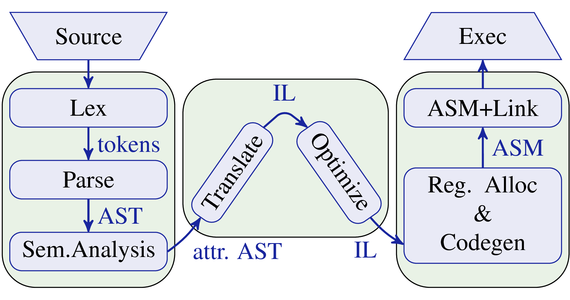 Source
Lex
tokens
Parse
AST
Sem.Analysis
attr. AST
Translate
IL
Optimize
IL
Reg. Alloc
&
Codegen
ASM
ASM+Link
Exec